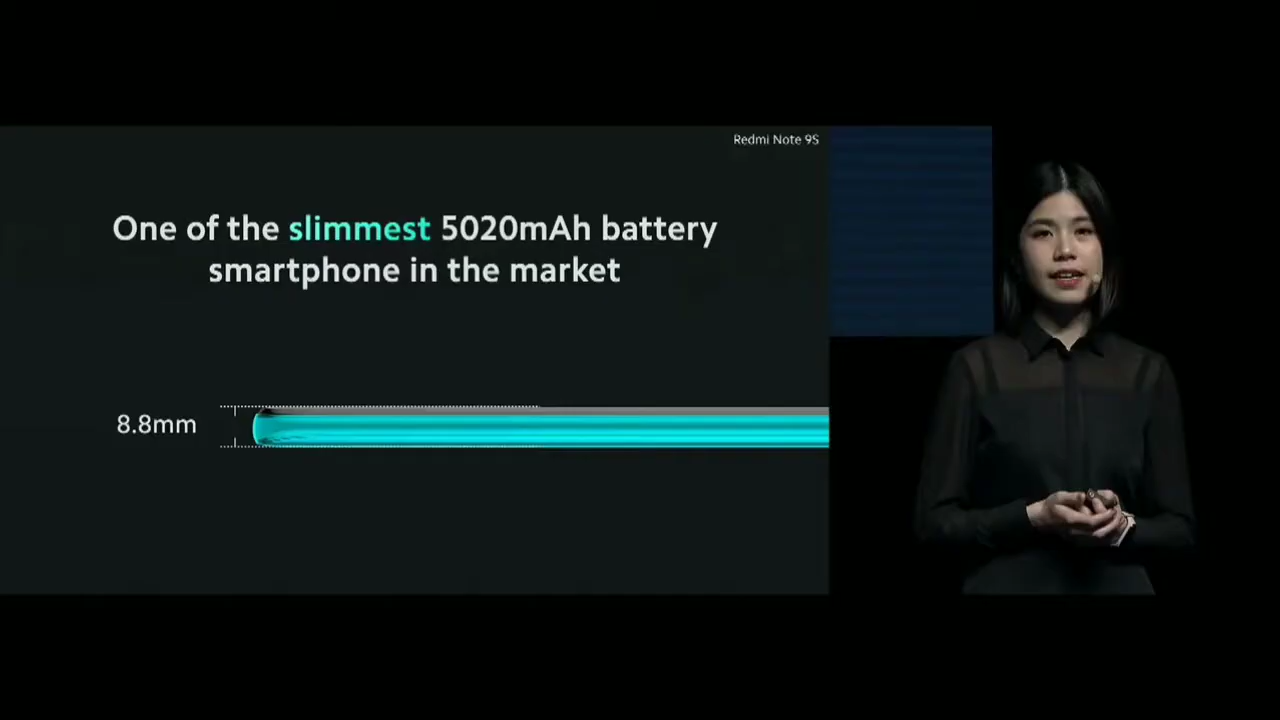 Redmi Note 9S
One of the slimmest 5020mAh battery
smartphone in the market
8.8mm